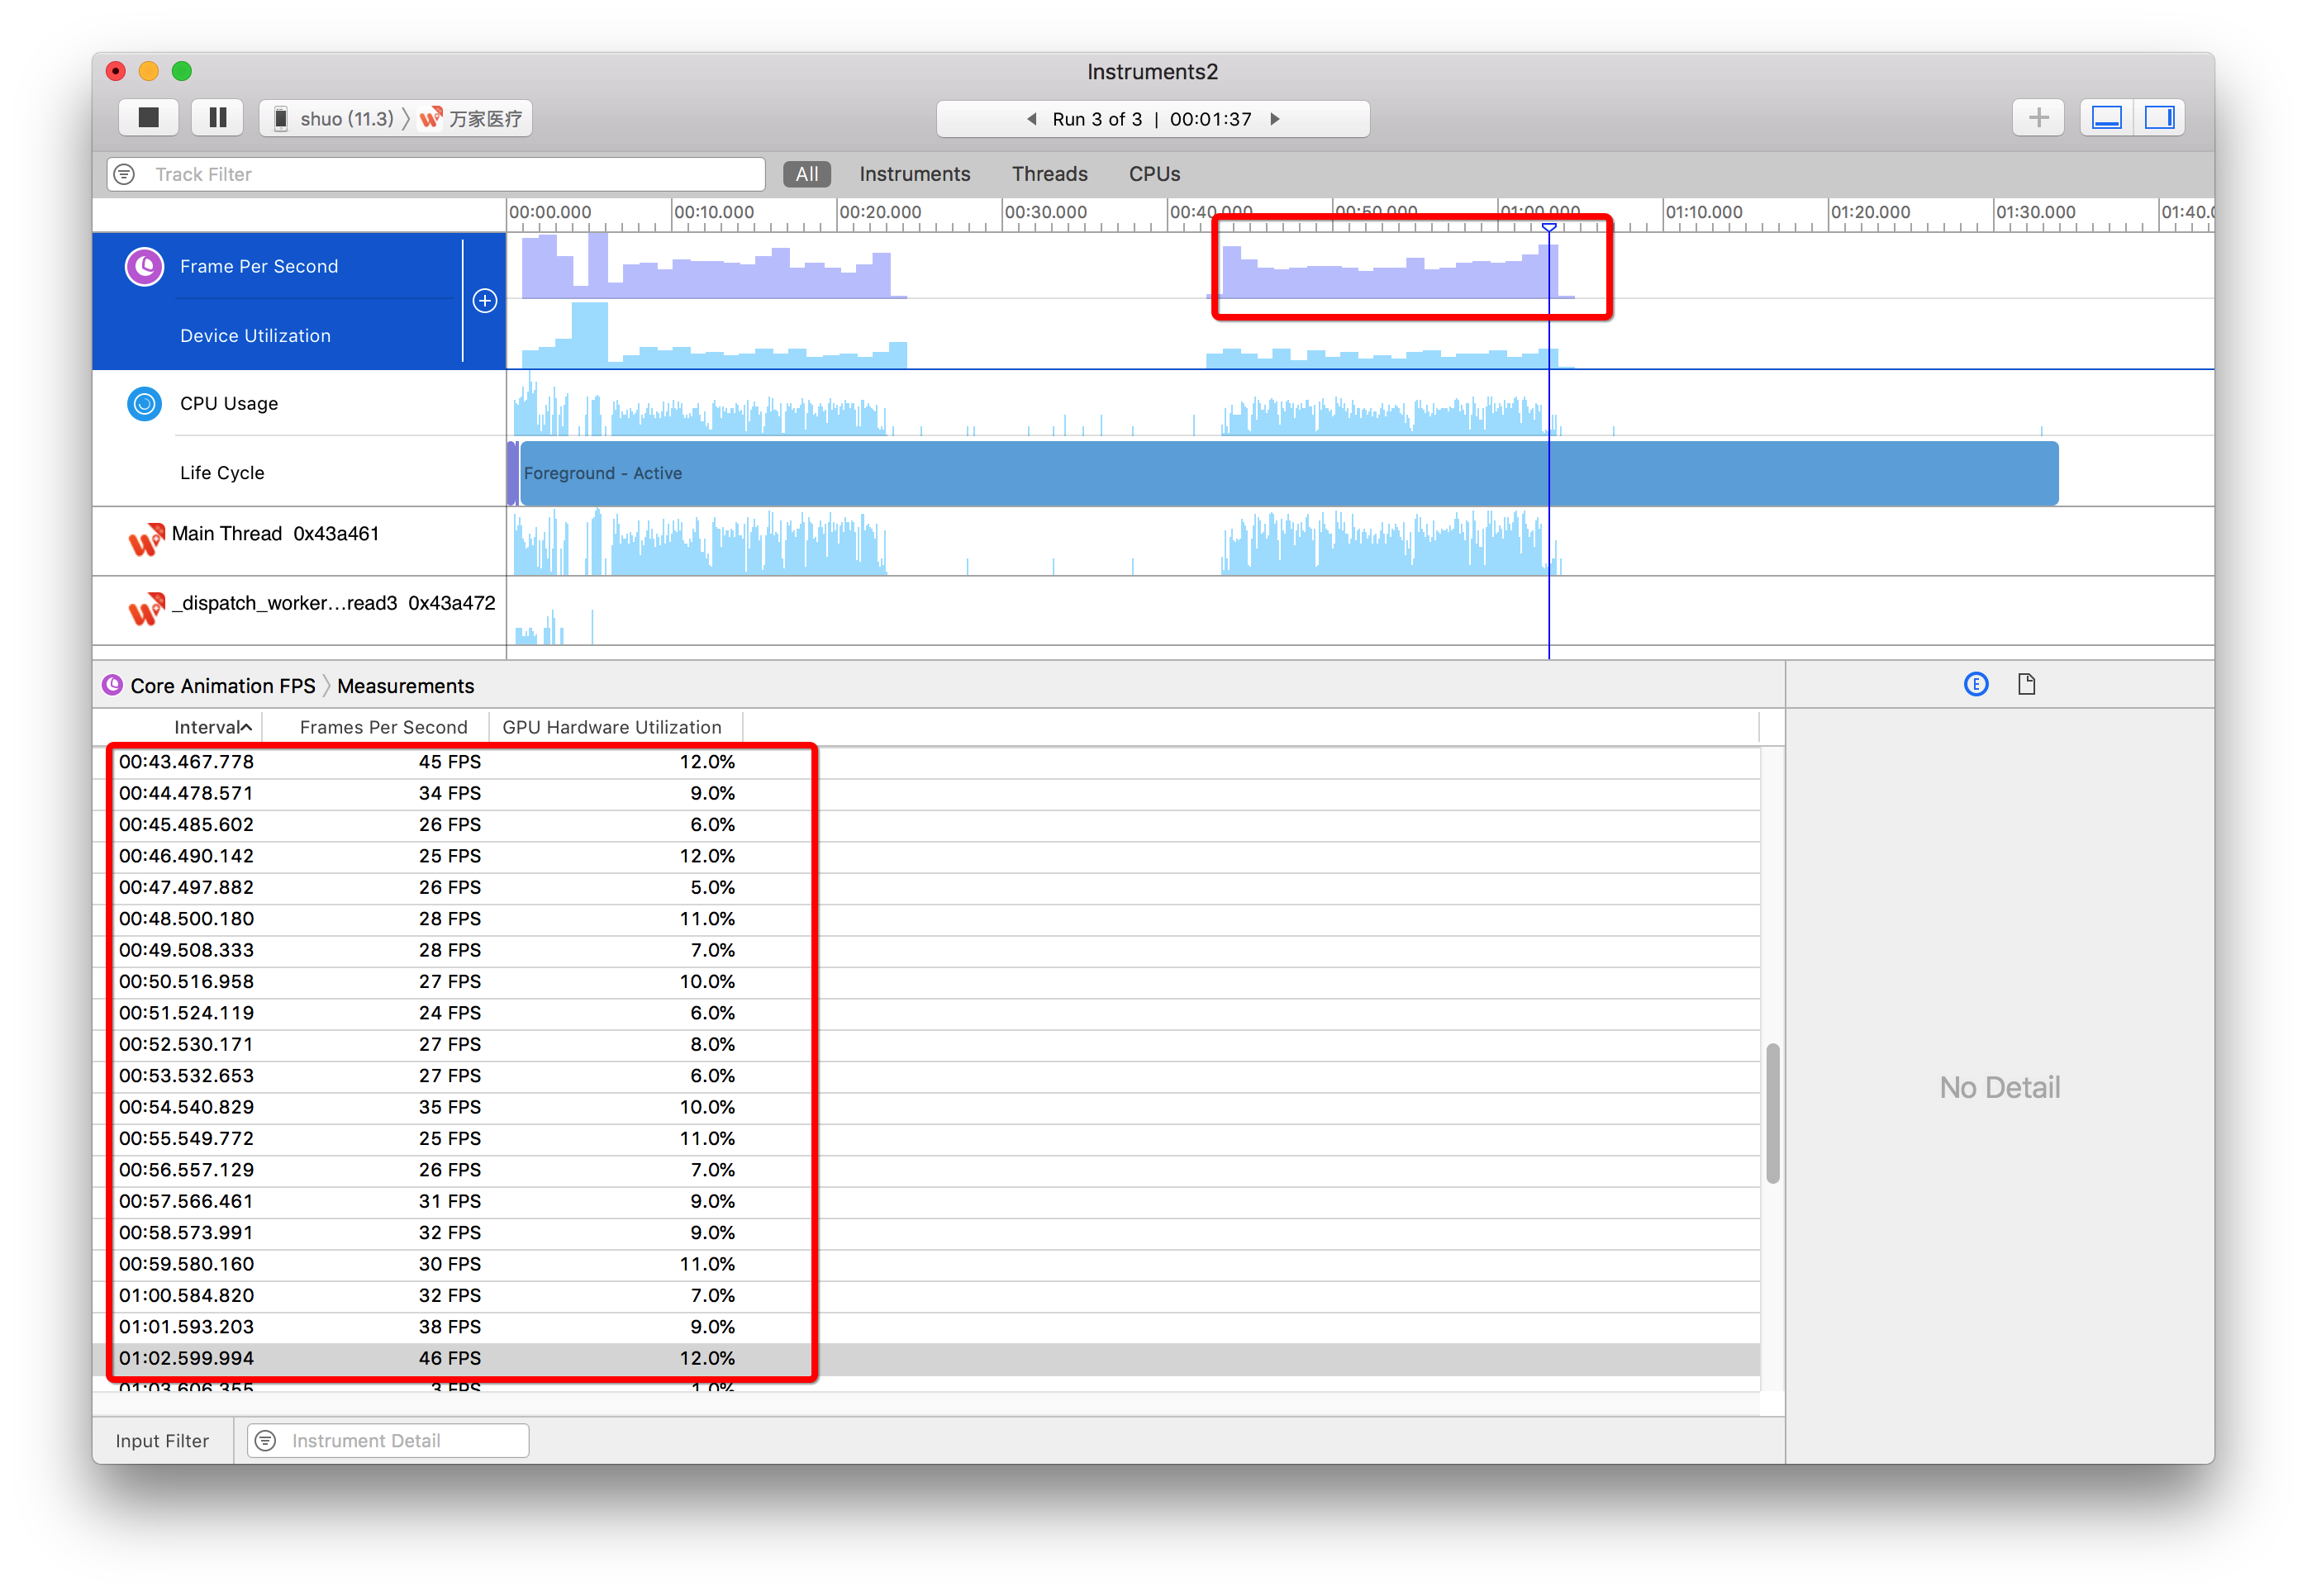 Instruments2
shuo (11.3) 〉 万家医疗
Run 3 of 3 | 00:01:37
Track Filter
All Instruments Threads CPUs
00:00.000 00:10.000 00:20.000 00:30.000 00:40.000 00:50.000 01:00.000 01:10.000 01:20.000 01:30.000 01:40.0
Frame Per Second
Device Utilization
CPU Usage
Life Cycle
Foreground - Active
Main Thread 0x43a461
_dispatch_worker...read3 0x43a472
Core Animation FPS 〉 Measurements
Interval Frames Per Second GPU Hardware Utilization
00:43.467.778 45 FPS 12.0%
00:44.478.571 34 FPS 9.0%
00:45.485.602 26 FPS 6.0%
00:46.490.142 25 FPS 12.0%
00:47.497.882 26 FPS 5.0%
00:48.500.180 28 FPS 11.0%
00:49.508.333 28 FPS 7.0%
00:50.516.958 27 FPS 10.0%
00:51.524.119 24 FPS 6.0%
00:52.530.171 27 FPS 8.0%
00:53.532.653 27 FPS 6.0%
00:54.540.829 35 FPS 10.0%
00:55.549.772 25 FPS 11.0%
00:56.557.129 26 FPS 7.0%
00:57.566.461 31 FPS 9.0%
00:58.573.991 32 FPS 9.0%
00:59.580.160 30 FPS 11.0%
01:00.584.820 32 FPS 7.0%
01:01.593.203 38 FPS 9.0%
01:02.599.994 46 FPS 12.0%
01:03.606.355 3 FPS 1.0%
No Detail
Input Filter Instrument Detail